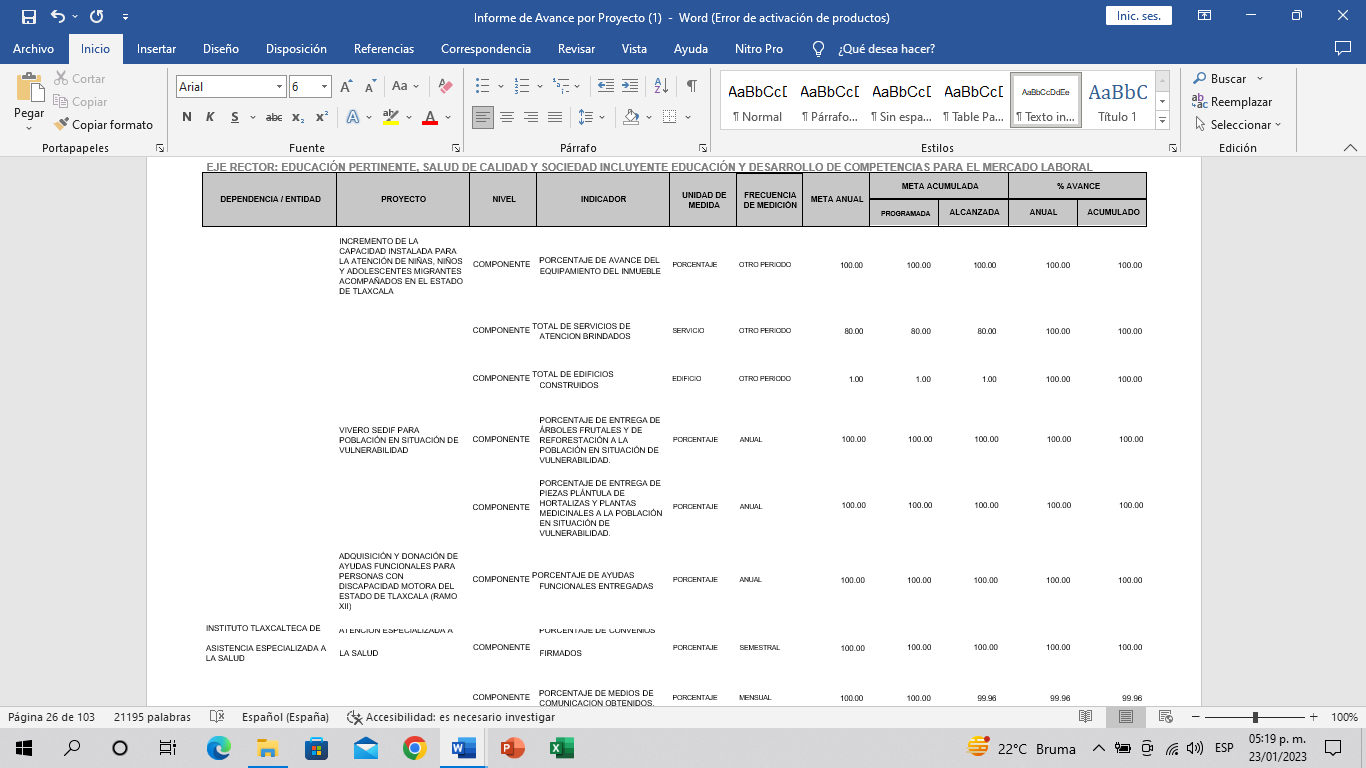 Informe de Avance por Proyecto (1) - Word (Error de activación de productos)
Inic. ses.
Archivo Inicio Insertar Diseño Disposición Referencias Correspondencia Revisar Vista Ayuda Nitro Pro ¿Qué desea hacer?
Pegar
Cortar
Copiar
Copiar formato
Portapapeles
Arial 6
N K S abc x₂ x²
Fuente
Párrafo
AaBbCcD AaBbCcD AaBbCcD AaBbCcD AaBbCcDdEe AaBbC
¶ Normal ¶ Párrafo... ¶ Sin espa... ¶ Table Pa... ¶ Texto in... Título 1
Estilos
Buscar
Reemplazar
Seleccionar
Edición
EJE RECTOR: EDUCACIÓN PERTINENTE, SALUD DE CALIDAD Y SOCIEDAD INCLUYENTE EDUCACIÓN Y DESARROLLO DE COMPETENCIAS PARA EL MERCADO LABORAL
DEPENDENCIA / ENTIDAD PROYECTO NIVEL INDICADOR UNIDAD DE MEDIDA FRECUENCIA DE MEDICIÓN META ANUAL META ACUMULADA % AVANCE
PROGRAMADA ALCANZADA ANUAL ACUMULADO
INCREMENTO DE LA
CAPACIDAD INSTALADA PARA
LA ATENCIÓN DE NIÑAS, NIÑOS
Y ADOLESCENTES MIGRANTES
ACOMPAÑADOS EN EL ESTADO
DE TLAXCALA
COMPONENTE
PORCENTAJE DE AVANCE DEL
EQUIPAMIENTO DEL INMUEBLE
PORCENTAJE OTRO PERIODO 100.00 100.00 100.00 100.00 100.00
COMPONENTE
TOTAL DE SERVICIOS DE
ATENCION BRINDADOS
SERVICIO OTRO PERIODO 80.00 80.00 80.00 100.00 100.00
COMPONENTE
TOTAL DE EDIFICIOS
CONSTRUIDOS
EDIFICIO OTRO PERIODO 1.00 1.00 1.00 100.00 100.00
VIVERO SEDIF PARA
POBLACIÓN EN SITUACIÓN DE
VULNERABILIDAD
COMPONENTE
PORCENTAJE DE ENTREGA DE
ÁRBOLES FRUTALES Y DE
REFORESTACIÓN A LA
POBLACIÓN EN SITUACIÓN DE
VULNERABILIDAD.
PORCENTAJE ANUAL 100.00 100.00 100.00 100.00 100.00
COMPONENTE
PORCENTAJE DE ENTREGA DE
PIEZAS PLÁNTULA DE
HORTALIZAS Y PLANTAS
MEDICINALES A LA POBLACIÓN
EN SITUACIÓN DE
VULNERABILIDAD.
PORCENTAJE ANUAL 100.00 100.00 100.00 100.00 100.00
ADQUISICIÓN Y DONACIÓN DE
AYUDAS FUNCIONALES PARA
PERSONAS CON
DISCAPACIDAD MOTORA DEL
ESTADO DE TLAXCALA (RAMO
XII)
COMPONENTE
PORCENTAJE DE AYUDAS
FUNCIONALES ENTREGADAS
PORCENTAJE ANUAL 100.00 100.00 100.00 100.00 100.00
INSTITUTO TLAXCALTECA DE
ASISTENCIA ESPECIALIZADA A
LA SALUD
ATENCIÓN ESPECIALIZADA A
LA SALUD
COMPONENTE
PORCENTAJE DE CONVENIOS
FIRMADOS
PORCENTAJE SEMESTRAL 100.00 100.00 100.00 100.00 100.00
COMPONENTE
PORCENTAJE DE MEDIOS DE
COMUNICACION OBTENIDOS.
PORCENTAJE MENSUAL 100.00 100.00 99.96 99.96 99.96
Página 26 de 103 21195 palabras Español (España) Accesibilidad: es necesario investigar 100%
22°C Bruma ESP 05:19 p. m.
23/01/2023